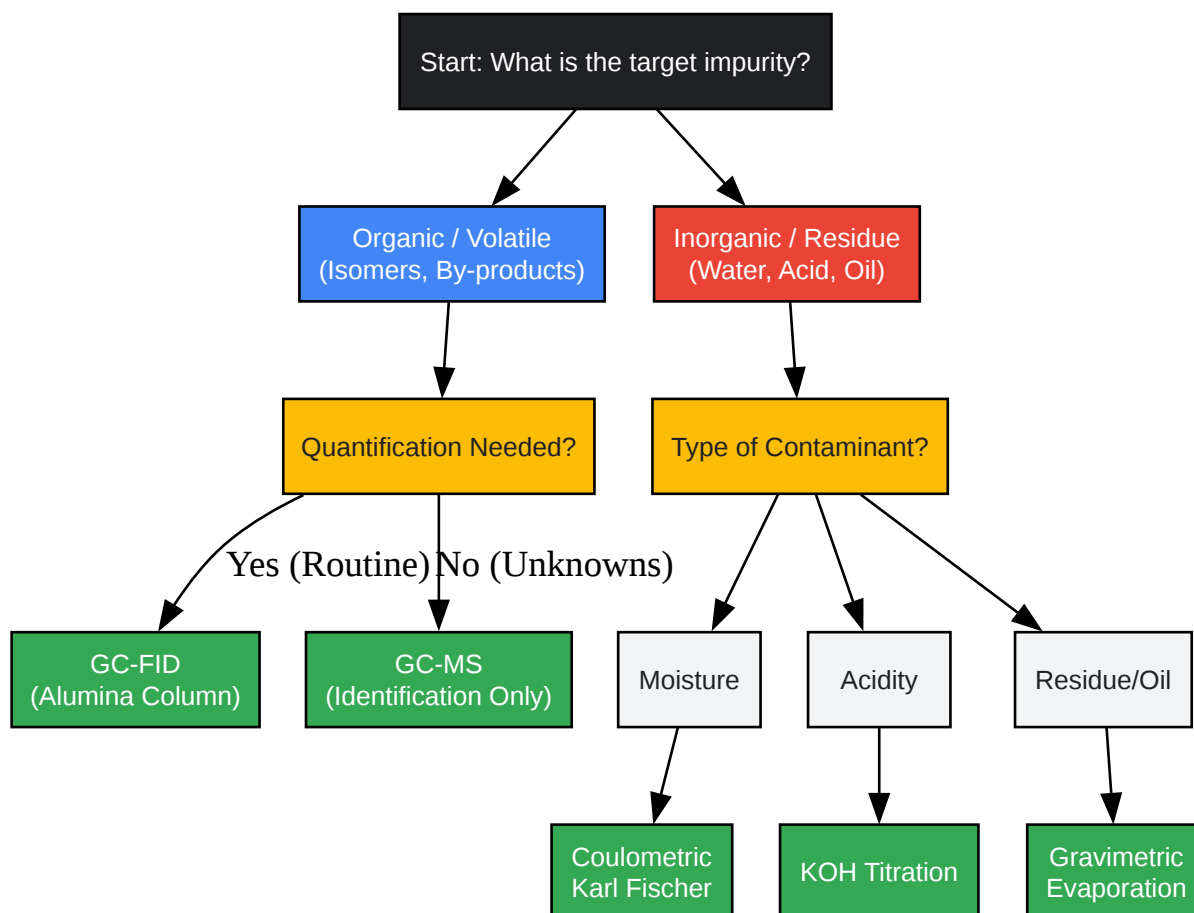 Start: What is the target impurity?
Organic / Volatile
(Isomers, By-products)
Inorganic / Residue
(Water, Acid, Oil)
Quantification Needed?
Type of Contaminant?
Yes (Routine)
No (Unknowns)
GC-FID
(Alumina Column)
GC-MS
(Identification Only)
Moisture
Acidity
Residue/Oil
Coulometric
Karl Fischer
KOH Titration
Gravimetric
Evaporation